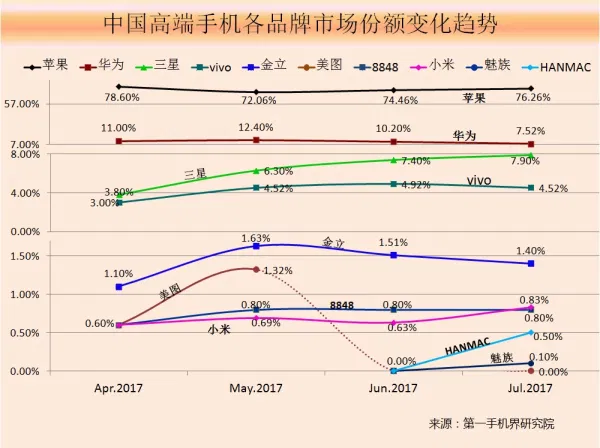 中国高端手机各品牌市场份额变化趋势
苹果 华为 三星 vivo 金立 美图 8848 小米 魅族 HANMAC
78.60% 72.06% 74.46% 76.26%
苹果
57.00%
11.00% 12.40% 10.20% 7.52%
华为
7.00%
8.00%
三星 3.80% 6.30% 7.40% 7.90%
vivo
4.00%
3.00% 4.52% 4.92% 4.52%
0.00%
1.63% 金立 1.51% 1.40%
1.50%
1.10% 美图 1.32%
1.00%
0.80% 8848 0.80% 0.83%
0.80%
0.60% 小米 0.69% 0.63%
0.50%
HANMAC 0.50%
0.00% 魅族 0.10%
0.00% 0.00%
Apr.2017 May.2017 Jun.2017 Jul.2017
来源：第一手机界研究院